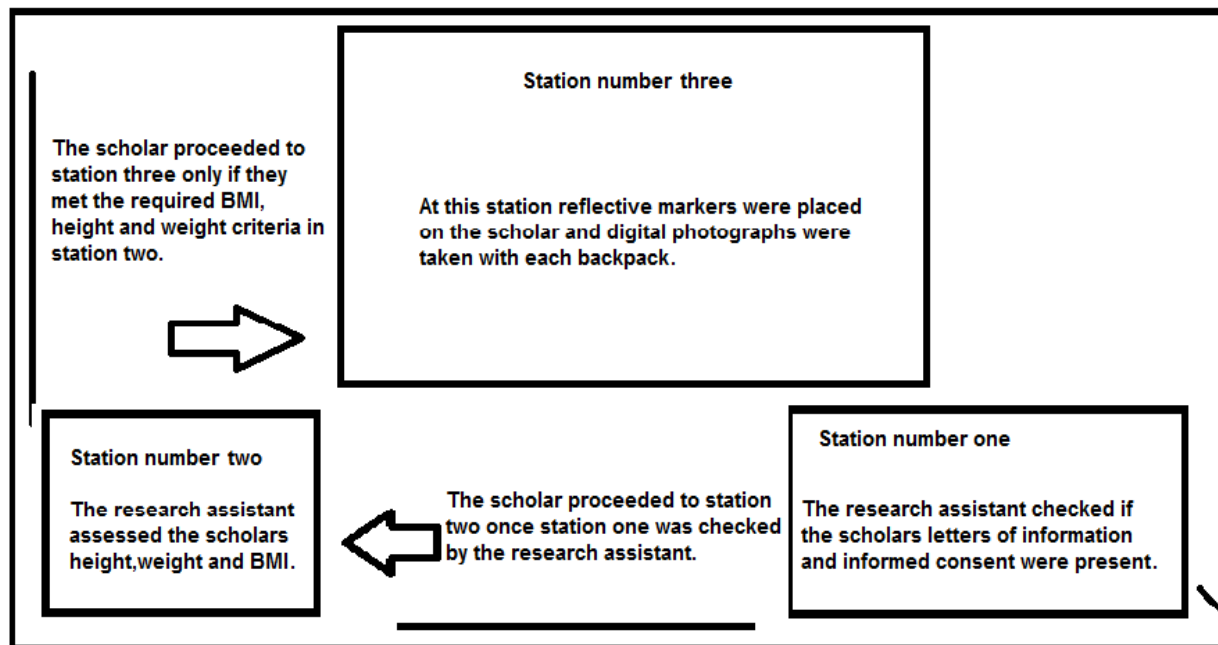 Station number three
At this station reflective markers were placed
on the scholar and digital photographs were
taken with each backpack.
The scholar proceeded to
station three only if they
met the required BMI,
height and weight criteria in
station two.
Station number two
The research assistant
assessed the scholars
height,weight and BMI.
The scholar proceeded to station
two once station one was checked
by the research assistant.
Station number one
The research assistant checked if
the scholars letters of information
and informed consent were present.